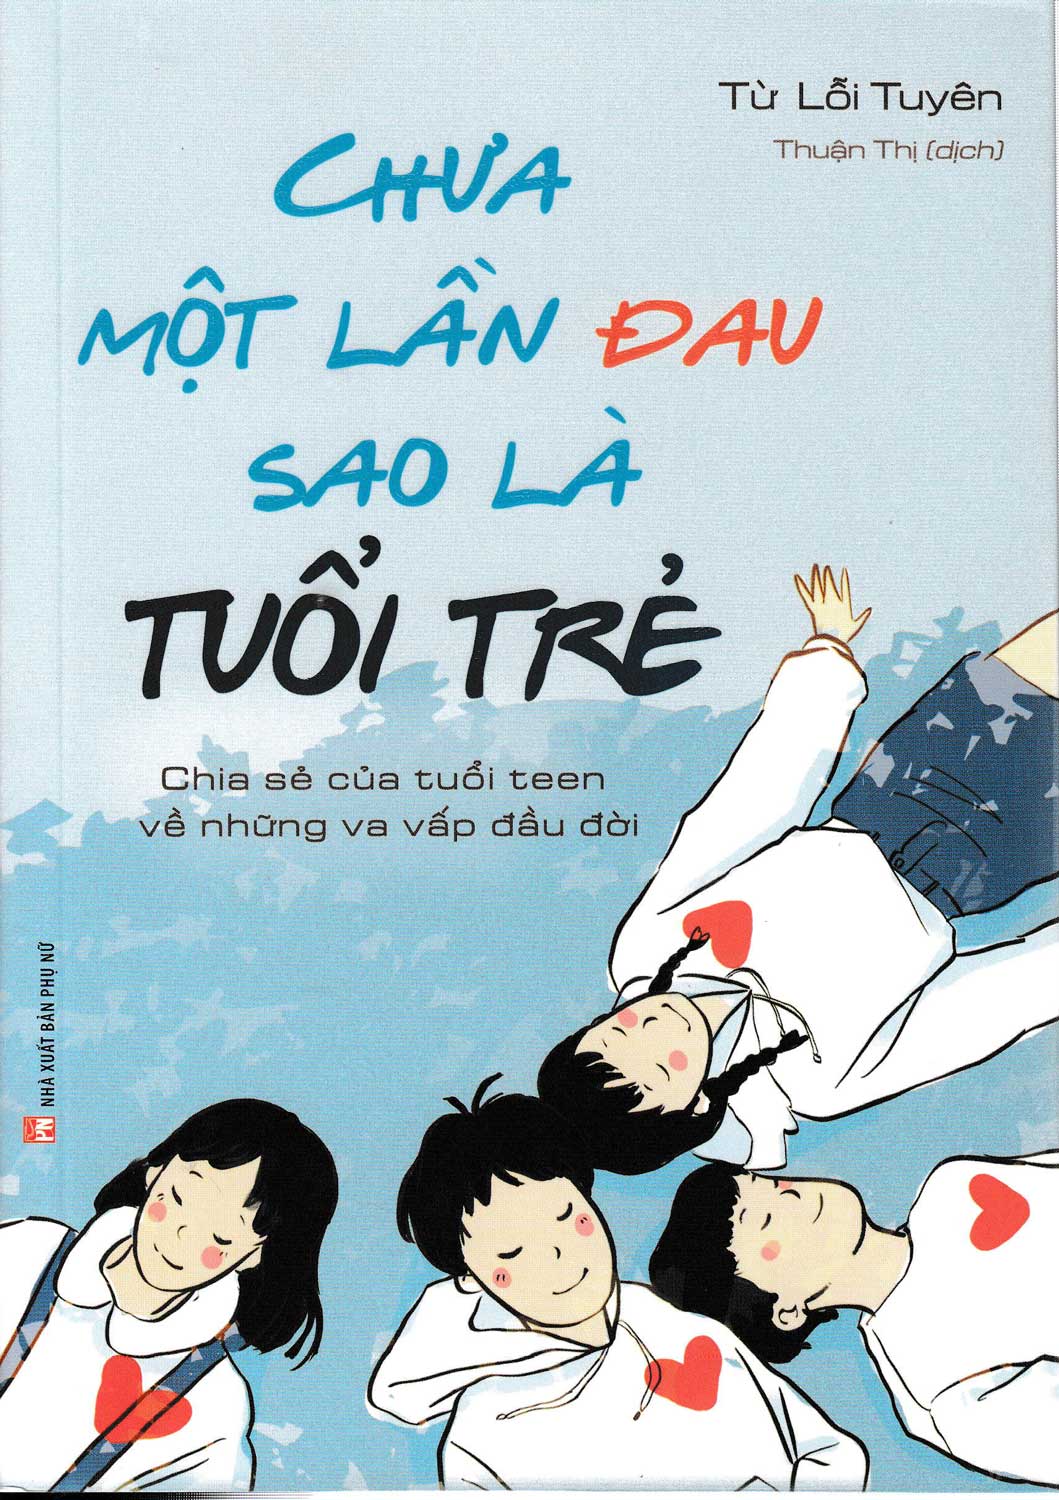 Từ Lỗi Tuyên
Thuận Thị (dịch)
CHƯA
MỘT LẦN ĐAU
SAO LÀ
TUỔI TRẺ
Chia sẻ của tuổi teen
về những va vấp đầu đời
NHÀ XUẤT BẢN PHỤ NỮ
PN